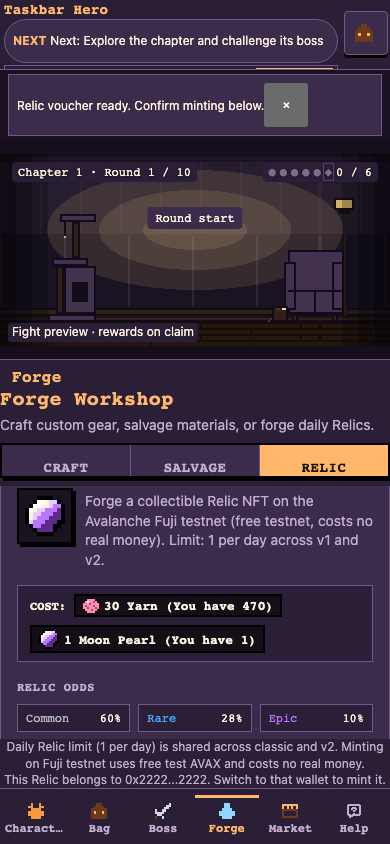 Taskbar Hero
NEXT Next: Explore the chapter and challenge its boss
Relic voucher ready. Confirm minting below.
×
Chapter 1 · Round 1 / 10
0 / 6
Round start
Fight preview · rewards on claim
Forge
Forge Workshop
Craft custom gear, salvage materials, or forge daily Relics.
CRAFT
SALVAGE
RELIC
Forge a collectible Relic NFT on the
Avalanche Fuji testnet (free testnet, costs no
real money). Limit: 1 per day across v1 and
v2.
COST: 30 Yarn (You have 470)
1 Moon Pearl (You have 1)
RELIC ODDS
Common 60%
Rare 28%
Epic 10%
Daily Relic limit (1 per day) is shared across classic and v2. Minting
on Fuji testnet uses free test AVAX and costs no real money.
This Relic belongs to 0x2222...2222. Switch to that wallet to mint it.
Charact…
Bag
Boss
Forge
Market
Help